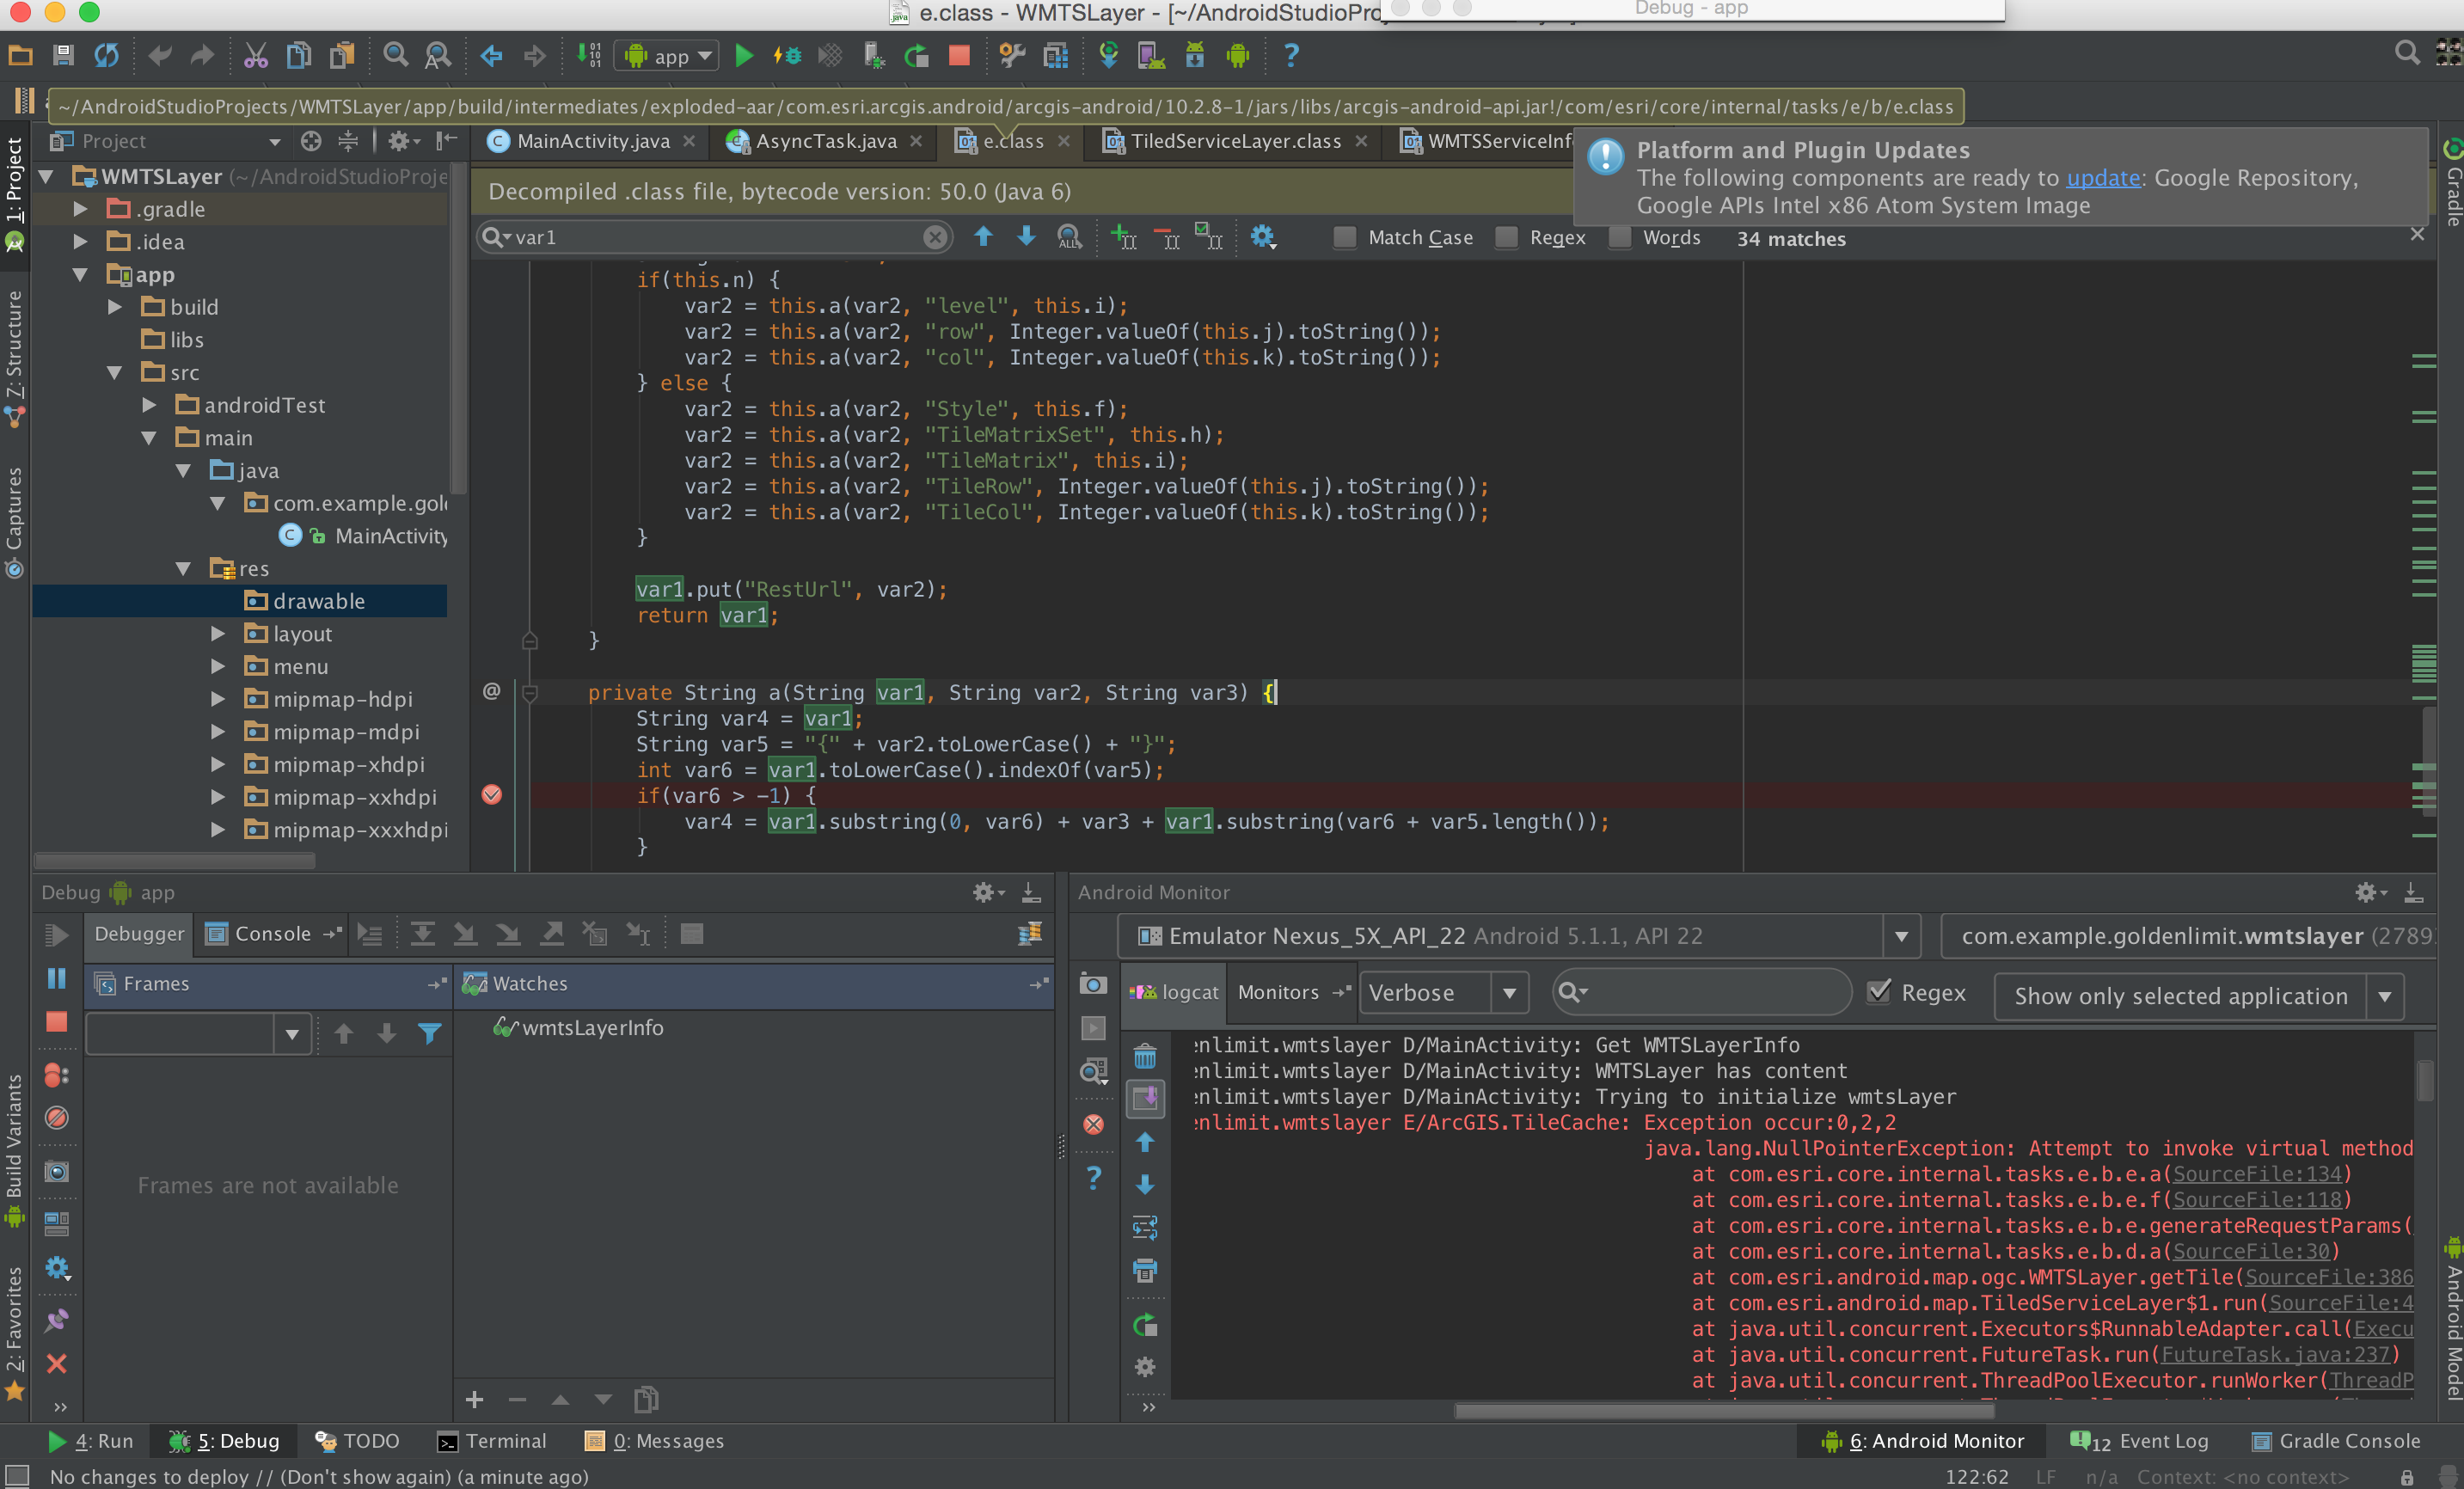 e.class - WMTSLayer - [~/AndroidStudioPro
Debug - app
app
~/AndroidStudioProjects/WMTSLayer/app/build/intermediates/exploded-aar/com.esri.arcgis.android/arcgis-android/10.2.8-1/jars/libs/arcgis-android-api.jar!/com/esri/core/internal/tasks/e/b/e.class
Project
MainActivity.java
AsyncTask.java
e.class
TiledServiceLayer.class
WMTSServiceInf
Platform and Plugin Updates
The following components are ready to update: Google Repository,
Google APIs Intel x86 Atom System Image
1: Project
Z: Structure
Captures
Build Variants
2: Favorites
Gradle
Android Model
WMTSLayer (~/AndroidStudioProje
.gradle
.idea
app
build
libs
src
androidTest
main
java
com.example.gol
MainActivity
res
drawable
layout
menu
mipmap-hdpi
mipmap-mdpi
mipmap-xhdpi
mipmap-xxhdpi
mipmap-xxxhdpi
Decompiled .class file, bytecode version: 50.0 (Java 6)
var1
ALL
Match Case
Regex
Words
34 matches
if(this.n) {
var2 = this.a(var2, "level", this.i);
var2 = this.a(var2, "row", Integer.valueOf(this.j).toString());
var2 = this.a(var2, "col", Integer.valueOf(this.k).toString());
} else {
var2 = this.a(var2, "Style", this.f);
var2 = this.a(var2, "TileMatrixSet", this.h);
var2 = this.a(var2, "TileMatrix", this.i);
var2 = this.a(var2, "TileRow", Integer.valueOf(this.j).toString());
var2 = this.a(var2, "TileCol", Integer.valueOf(this.k).toString());
}
var1.put("RestUrl", var2);
return var1;
}
@
private String a(String var1, String var2, String var3) {
String var4 = var1;
String var5 = "{" + var2.toLowerCase() + "}";
int var6 = var1.toLowerCase().indexOf(var5);
if(var6 > -1) {
var4 = var1.substring(0, var6) + var3 + var1.substring(var6 + var5.length());
}
Debug app
Debugger
Console
Frames
Watches
wmtsLayerInfo
Frames are not available
Android Monitor
Emulator Nexus_5X_API_22 Android 5.1.1, API 22
com.example.goldenlimit.wmtslayer (2789
logcat
Monitors
Verbose
Regex
Show only selected application
enlimit.wmtslayer D/MainActivity: Get WMTSLayerInfo
enlimit.wmtslayer D/MainActivity: WMTSLayer has content
enlimit.wmtslayer D/MainActivity: Trying to initialize wmtsLayer
enlimit.wmtslayer E/ArcGIS.TileCache: Exception occur:0,2,2
java.lang.NullPointerException: Attempt to invoke virtual method
at com.esri.core.internal.tasks.e.b.e.a(SourceFile:134)
at com.esri.core.internal.tasks.e.b.e.f(SourceFile:118)
at com.esri.core.internal.tasks.e.b.e.generateRequestParams(
at com.esri.core.internal.tasks.e.b.d.a(SourceFile:30)
at com.esri.android.map.ogc.WMTSLayer.getTile(SourceFile:386
at com.esri.android.map.TiledServiceLayer$1.run(SourceFile:4
at java.util.concurrent.Executors$RunnableAdapter.call(Execu
at java.util.concurrent.FutureTask.run(FutureTask.java:237)
at java.util.concurrent.ThreadPoolExecutor.runWorker(ThreadP
4: Run
5: Debug
TODO
Terminal
0: Messages
6: Android Monitor
12 Event Log
Gradle Console
No changes to deploy // (Don't show again) (a minute ago)
122:62 LF n/a Context: <no context>